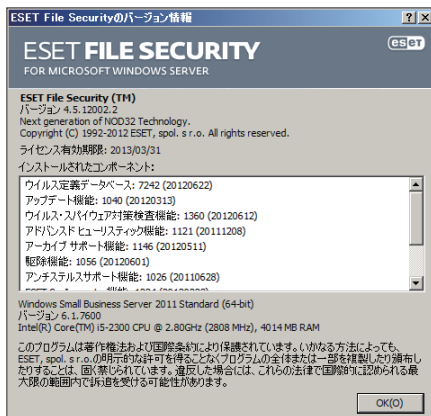 ESET File Securityのバージョン情報
ESET FILE SECURITY
FOR MICROSOFT WINDOWS SERVER
eset
ESET File Security (TM)
バージョン 4.5.12002.2
Next generation of NOD32 Technology.
Copyright (C) 1992-2012 ESET, spol. s r.o. All rights reserved.
ライセンス有効期限: 2013/03/31
インストールされたコンポーネント:
ウイルス定義データベース: 7242 (20120622)
アップデート機能: 1040 (20120313)
ウイルス・スパイウェア対策検査機能: 1360 (20120612)
アドバンスド ヒューリスティック機能: 1121 (20111208)
アーカイブ サポート機能: 1146 (20120511)
駆除機能: 1056 (20120601)
アンチステルスサポート機能: 1026 (20110628)
Windows Small Business Server 2011 Standard (64-bit)
バージョン 6.1.7600
Intel(R) Core(TM) i5-2300 CPU @ 2.80GHz (2808 MHz), 4014 MB RAM
このプログラムは著作権法および国際条約により保護されています。いかなる方法によっても、
ESET, spol. s r.o.の明示的な許可を得ることなくプログラムの全体または一部を複製したり頒布し
たりすることは、固く禁じられています。違反した場合には、これらの法律で国際的に認められる最
大限の範囲内で訴追を受ける可能性があります。
OK(O)